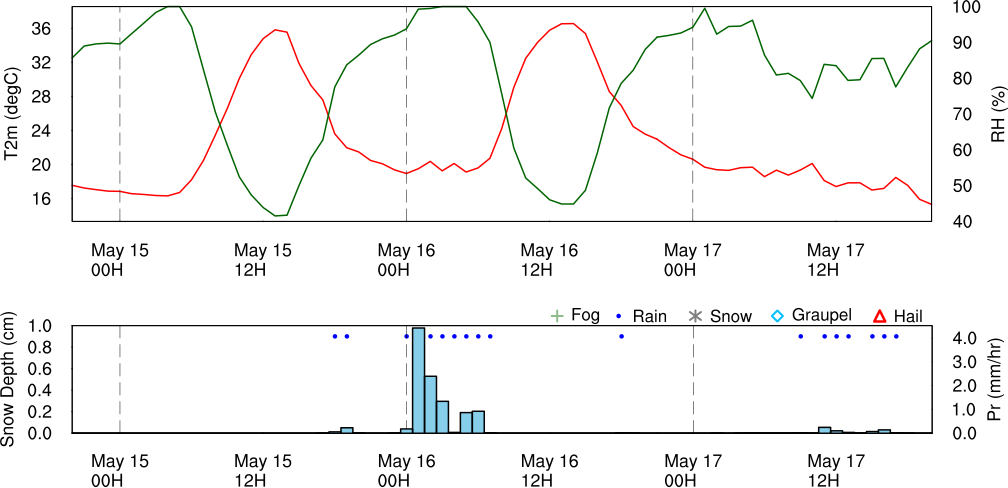 36
32
28
24
20
16
T2m (degC)
100
90
80
70
60
50
40
RH (%)
May 15 May 15 May 16 May 16 May 17 May 17
00H 12H 00H 12H 00H 12H
Fog Rain Snow Graupel Hail
1.0
0.8
0.6
0.4
0.2
0.0
Snow Depth (cm)
4.0
3.0
2.0
1.0
0.0
Pr (mm/hr)
May 15 May 15 May 16 May 16 May 17 May 17
00H 12H 00H 12H 00H 12H